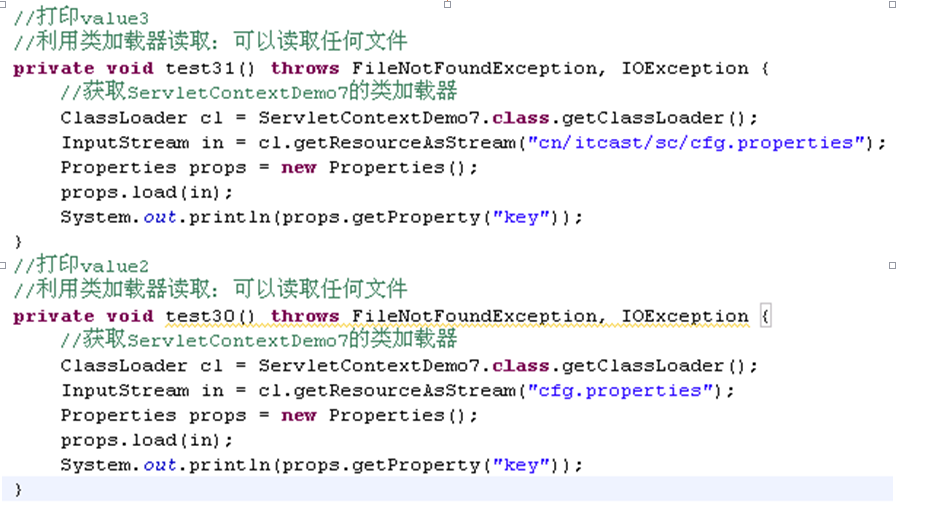 //打印value3
//利用类加载器读取：可以读取任何文件
private void test31() throws FileNotFoundException, IOException {
    //获取ServletContextDemo7的类加载器
    ClassLoader cl = ServletContextDemo7.class.getClassLoader();
    InputStream in = cl.getResourceAsStream("cn/itcast/sc/cfg.properties");
    Properties props = new Properties();
    props.load(in);
    System.out.println(props.getProperty("key"));
}
//打印value2
//利用类加载器读取：可以读取任何文件
private void test30() throws FileNotFoundException, IOException {
    //获取ServletContextDemo7的类加载器
    ClassLoader cl = ServletContextDemo7.class.getClassLoader();
    InputStream in = cl.getResourceAsStream("cfg.properties");
    Properties props = new Properties();
    props.load(in);
    System.out.println(props.getProperty("key"));
}